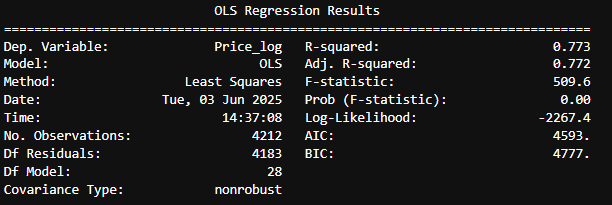 OLS Regression Results
==============================================================================
Dep. Variable:              Price_log   R-squared:                       0.773
Model:                            OLS   Adj. R-squared:                  0.772
Method:                 Least Squares   F-statistic:                     509.6
Date:                Tue, 03 Jun 2025   Prob (F-statistic):               0.00
Time:                        14:37:08   Log-Likelihood:                -2267.4
No. Observations:                4212   AIC:                             4593.
Df Residuals:                    4183   BIC:                             4777.
Df Model:                          28
Covariance Type:            nonrobust